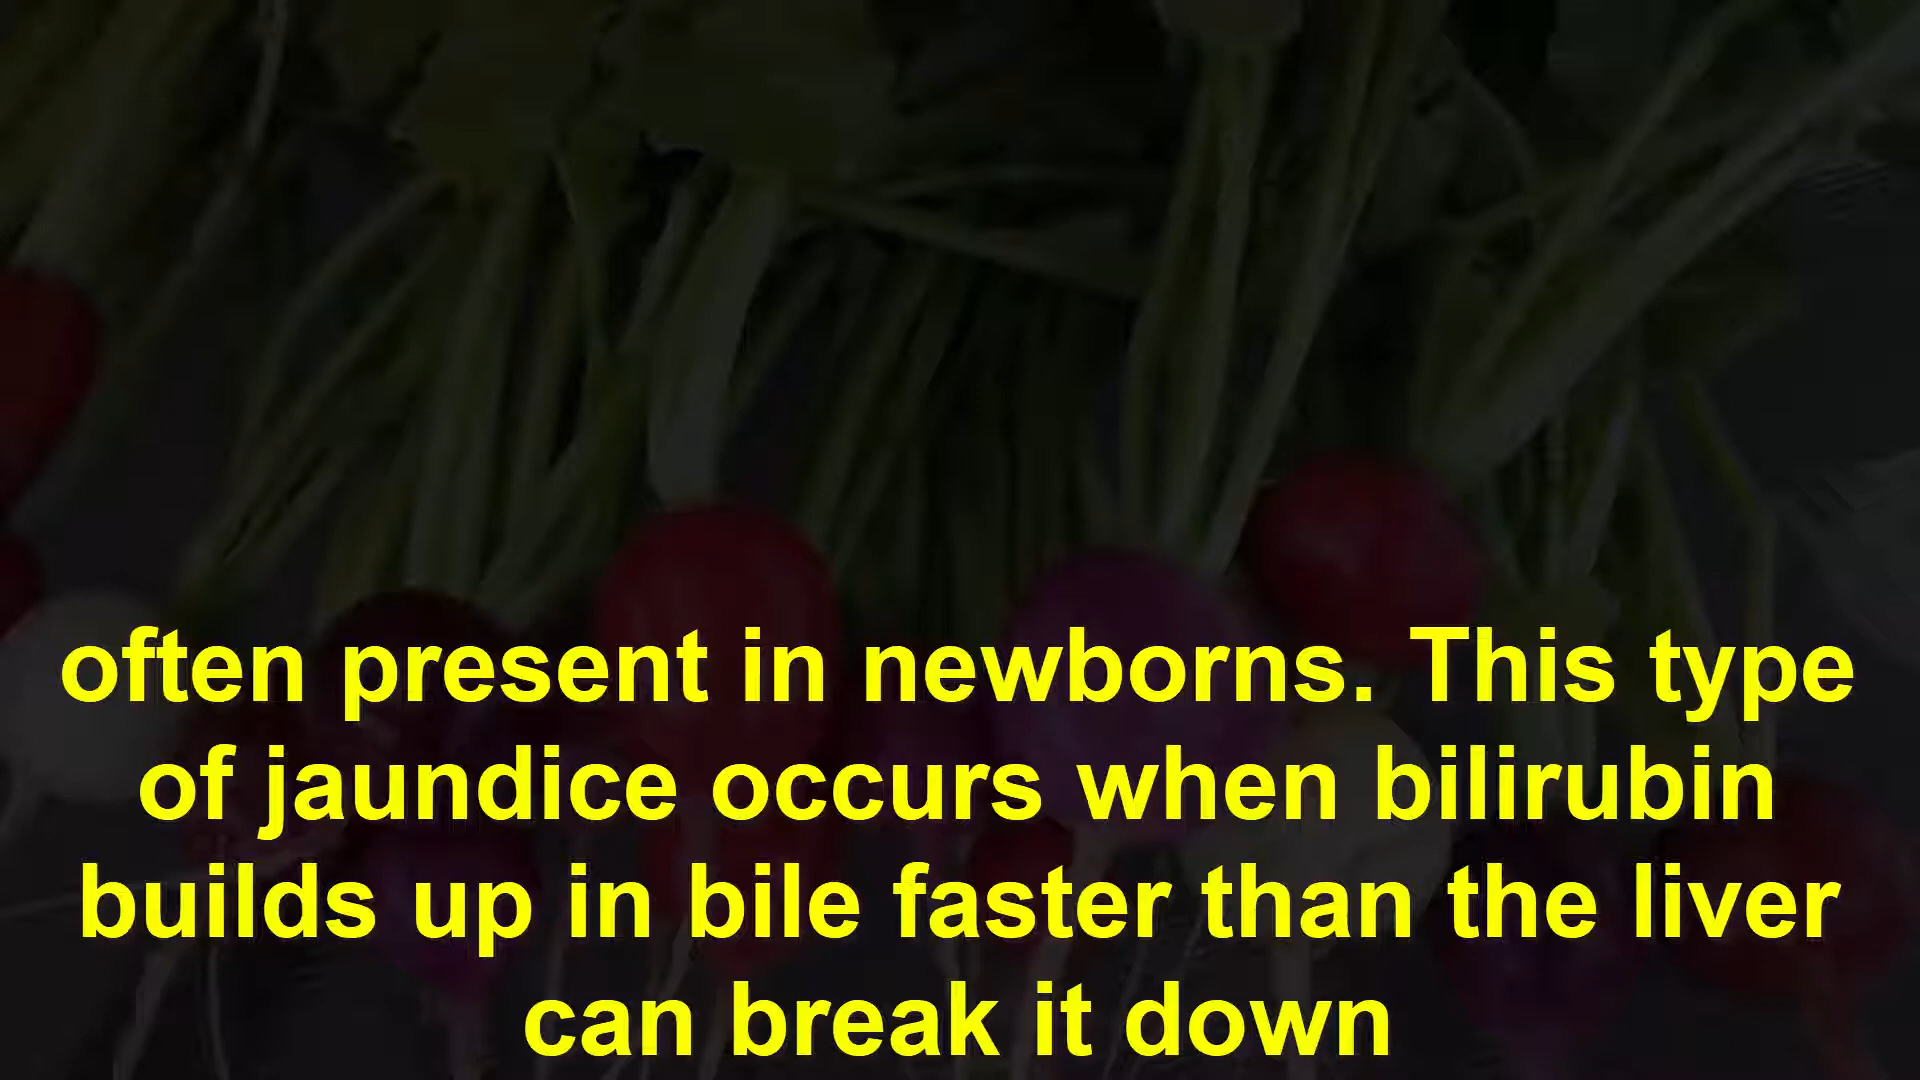 often present in newborns. This type
of jaundice occurs when bilirubin
builds up in bile faster than the liver
can break it down